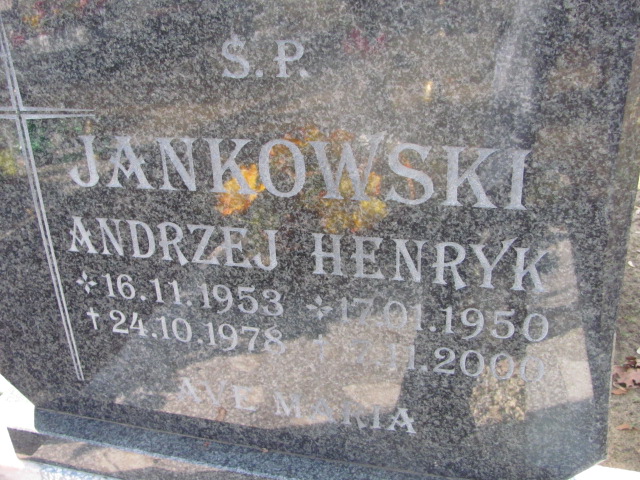 Ś.P.
JANKOWSKI
ANDRZEJ HENRYK
*16.11.1953 *17.01.1950
†24.10.1978
AVE MARIA